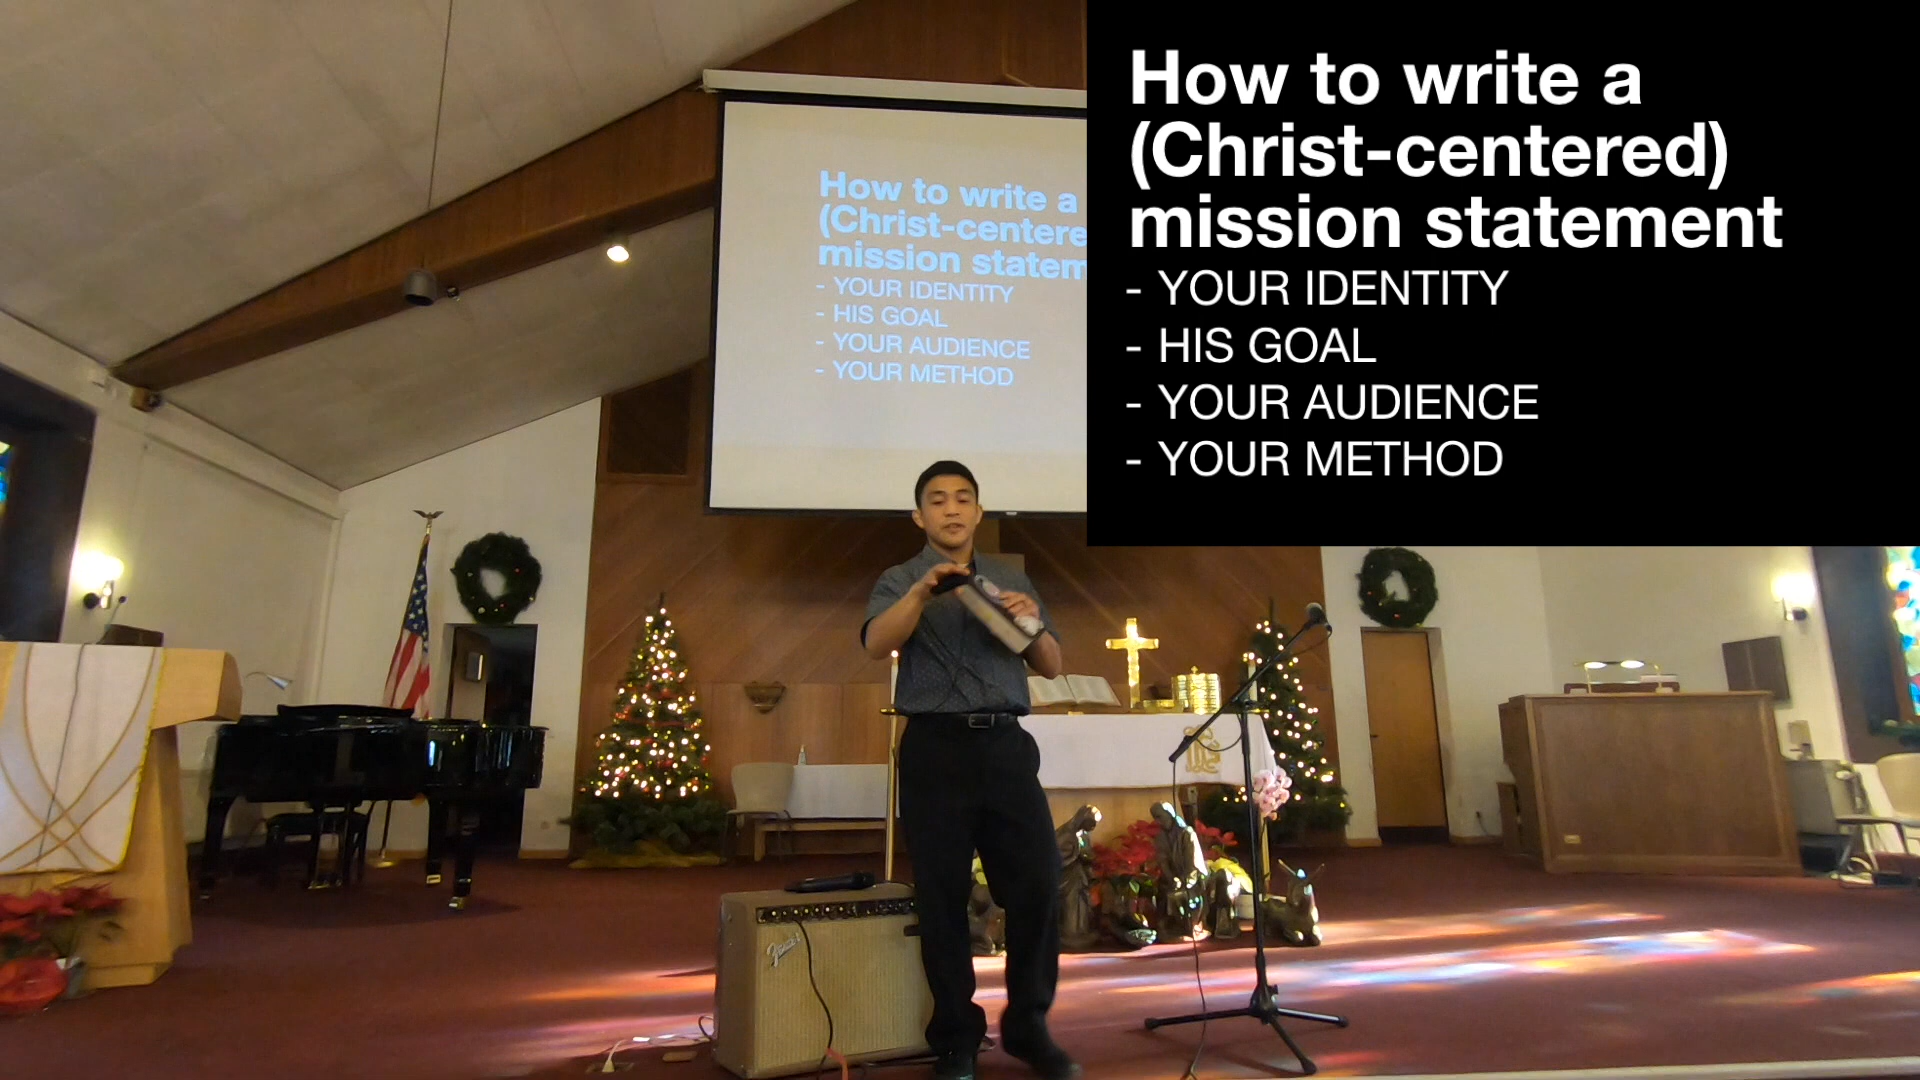 How to write a
(Christ-centere
mission statem
- YOUR IDENTITY
- HIS GOAL
- YOUR AUDIENCE
- YOUR METHOD
How to write a
(Christ-centered)
mission statement
- YOUR IDENTITY
- HIS GOAL
- YOUR AUDIENCE
- YOUR METHOD
Fender